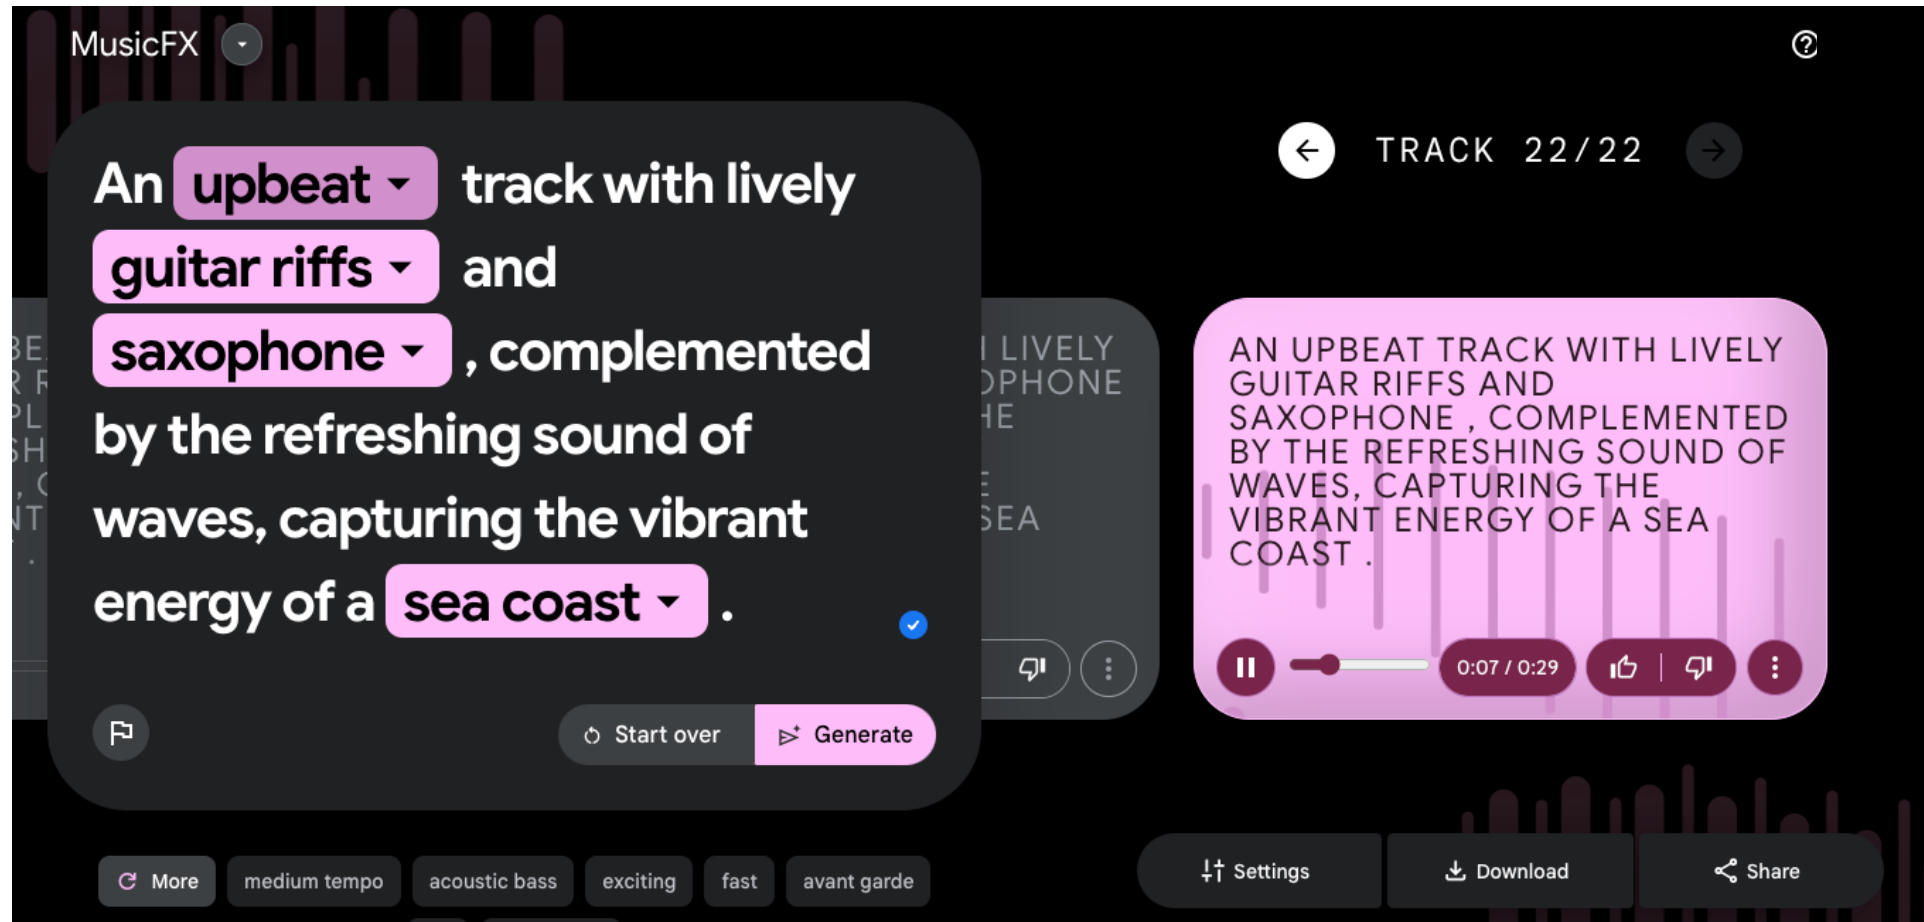 MusicFX
An upbeat track with lively
guitar riffs and
saxophone , complemented
by the refreshing sound of
waves, capturing the vibrant
energy of a sea coast .
Start over
Generate
More
medium tempo
acoustic bass
exciting
fast
avant garde
TRACK 22/22
LIVELY
HE
SEA
AN UPBEAT TRACK WITH LIVELY
GUITAR RIFFS AND
SAXOPHONE , COMPLEMENTED
BY THE REFRESHING SOUND OF
WAVES, CAPTURING THE
VIBRANT ENERGY OF A SEA
COAST .
0:07 / 0:29
Settings
Download
Share